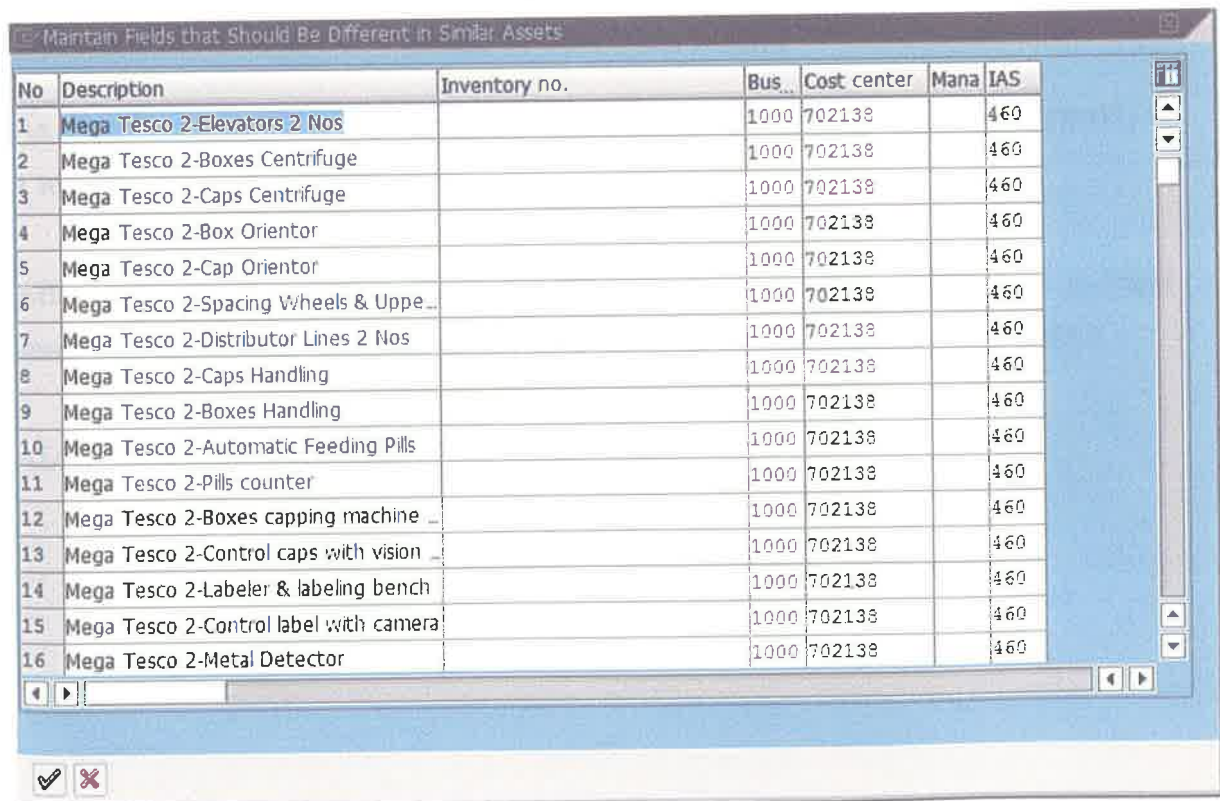 Maintain Fields that Should Be Different in Similar Assets
No Description Inventory no. Bus... Cost center Mana IAS
1 Mega Tesco 2-Elevators 2 Nos 1000 702138 460
2 Mega Tesco 2-Boxes Centrifuge 1000 702138 460
3 Mega Tesco 2-Caps Centrifuge 1000 702138 460
4 Mega Tesco 2-Box Orientor 1000 702138 460
5 Mega Tesco 2-Cap Orientor 1000 702138 460
6 Mega Tesco 2-Spacing Wheels & Uppe... 1000 702138 460
7 Mega Tesco 2-Distributor Lines 2 Nos 1000 702138 460
8 Mega Tesco 2-Caps Handling 1000 702138 460
9 Mega Tesco 2-Boxes Handling 1000 702138 460
10 Mega Tesco 2-Automatic Feeding Pills 1000 702138 460
11 Mega Tesco 2-Pills counter 1000 702138 460
12 Mega Tesco 2-Boxes capping machine ... 1000 702138 460
13 Mega Tesco 2-Control caps with vision ... 1000 702138 460
14 Mega Tesco 2-Labeler & labeling bench 1000 702138 460
15 Mega Tesco 2-Control label with camera 1000 702138 460
16 Mega Tesco 2-Metal Detector 1000 702138 460